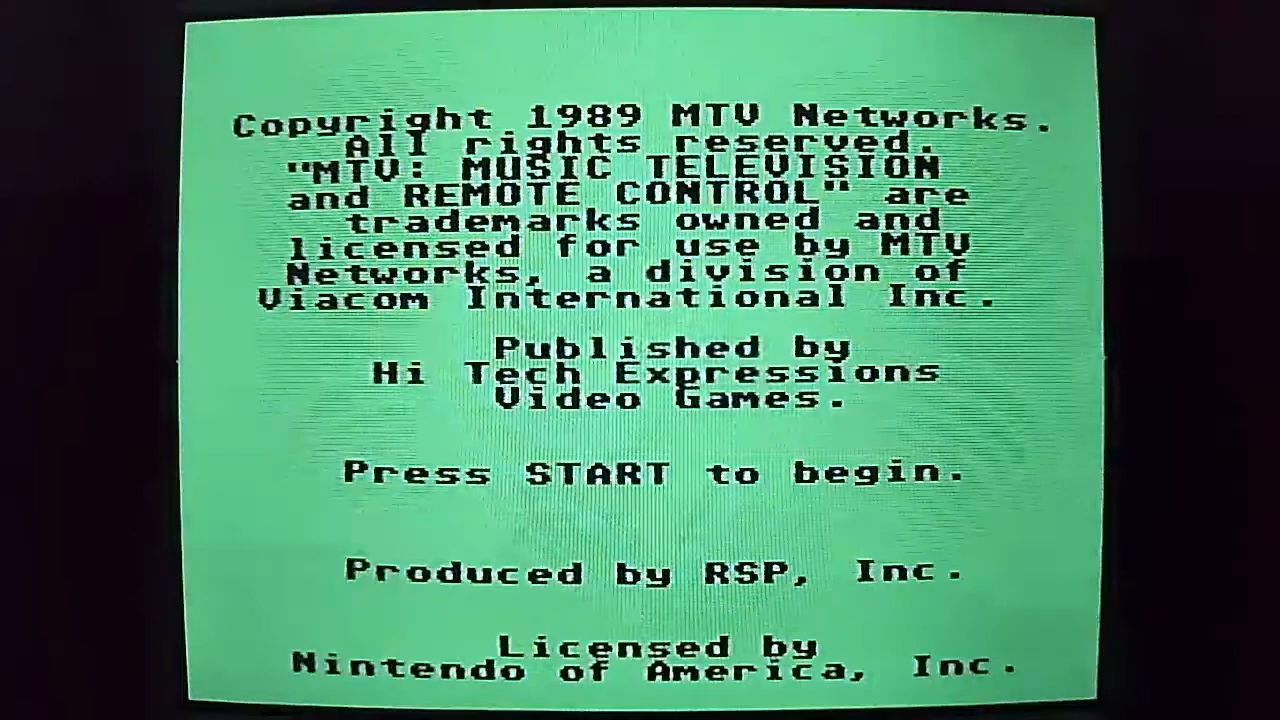 Copyright 1989 MTV Networks.
All rights reserved.
"MTV: MUSIC TELEVISION
and REMOTE CONTROL" are
trademarks owned and
licensed for use by MTV
Networks, a division of
Viacom International Inc.
Published by
Hi Tech Expressions
Video Games.
Press START to begin.
Produced by RSP, Inc.
Licensed by
Nintendo of America, Inc.